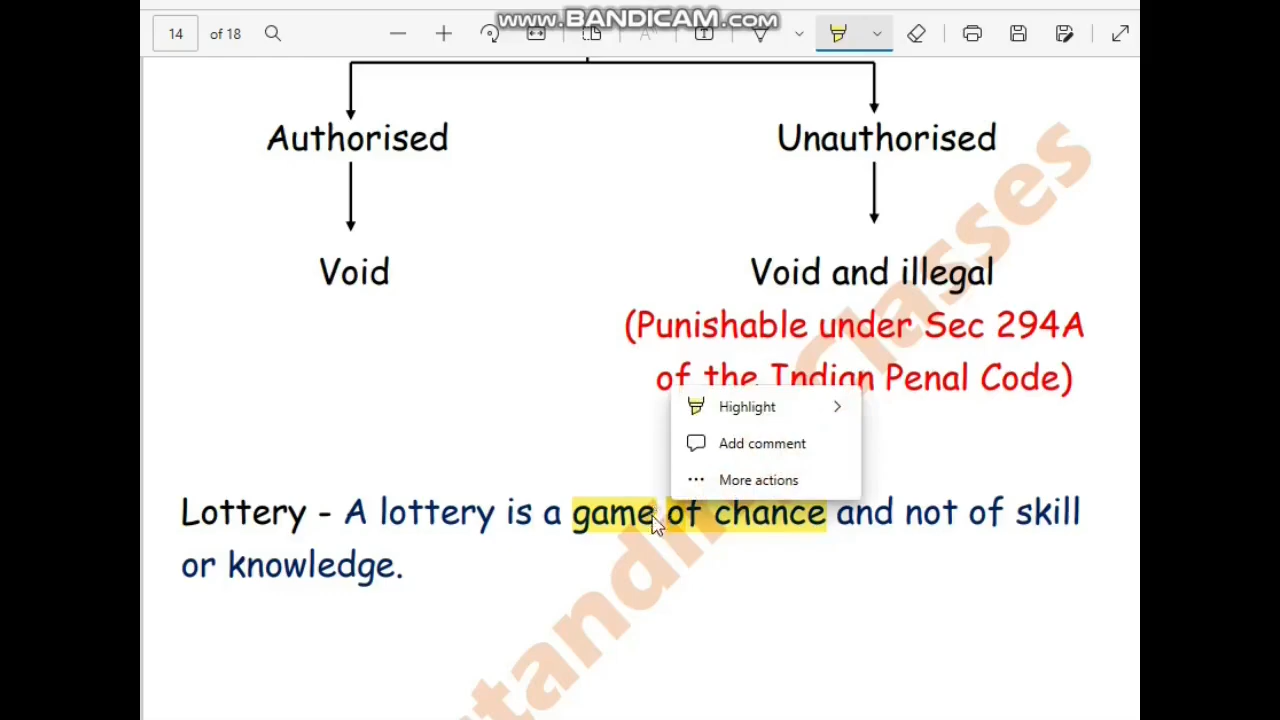 www.BANDICAM.com
14 of 18
Authorised Unauthorised
Void Void and illegal
(Punishable under Sec 294A
of the Indian Penal Code)
Highlight
Add comment
More actions
Lottery - A lottery is a game of chance and not of skill
or knowledge.
Classes